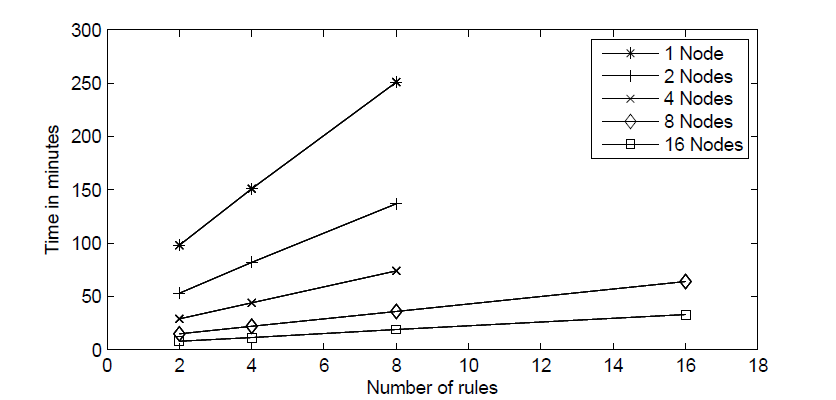 300
250
200
150
100
50
0
Time in minutes
1 Node
2 Nodes
4 Nodes
8 Nodes
16 Nodes
0 2 4 6 8 10 12 14 16 18
Number of rules